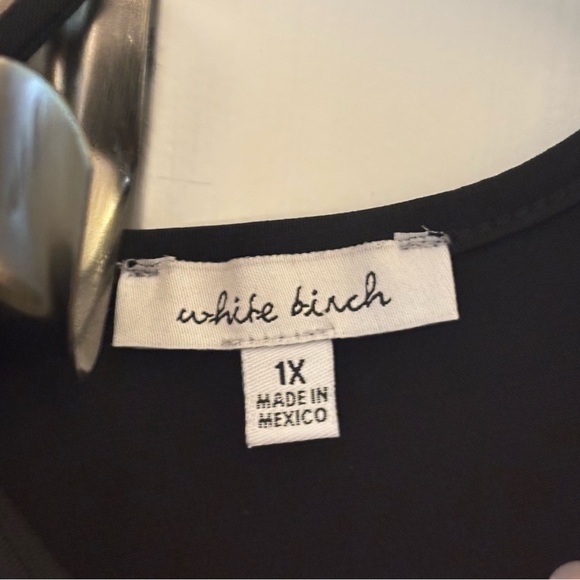 white birch
1X
MADE IN
MEXICO